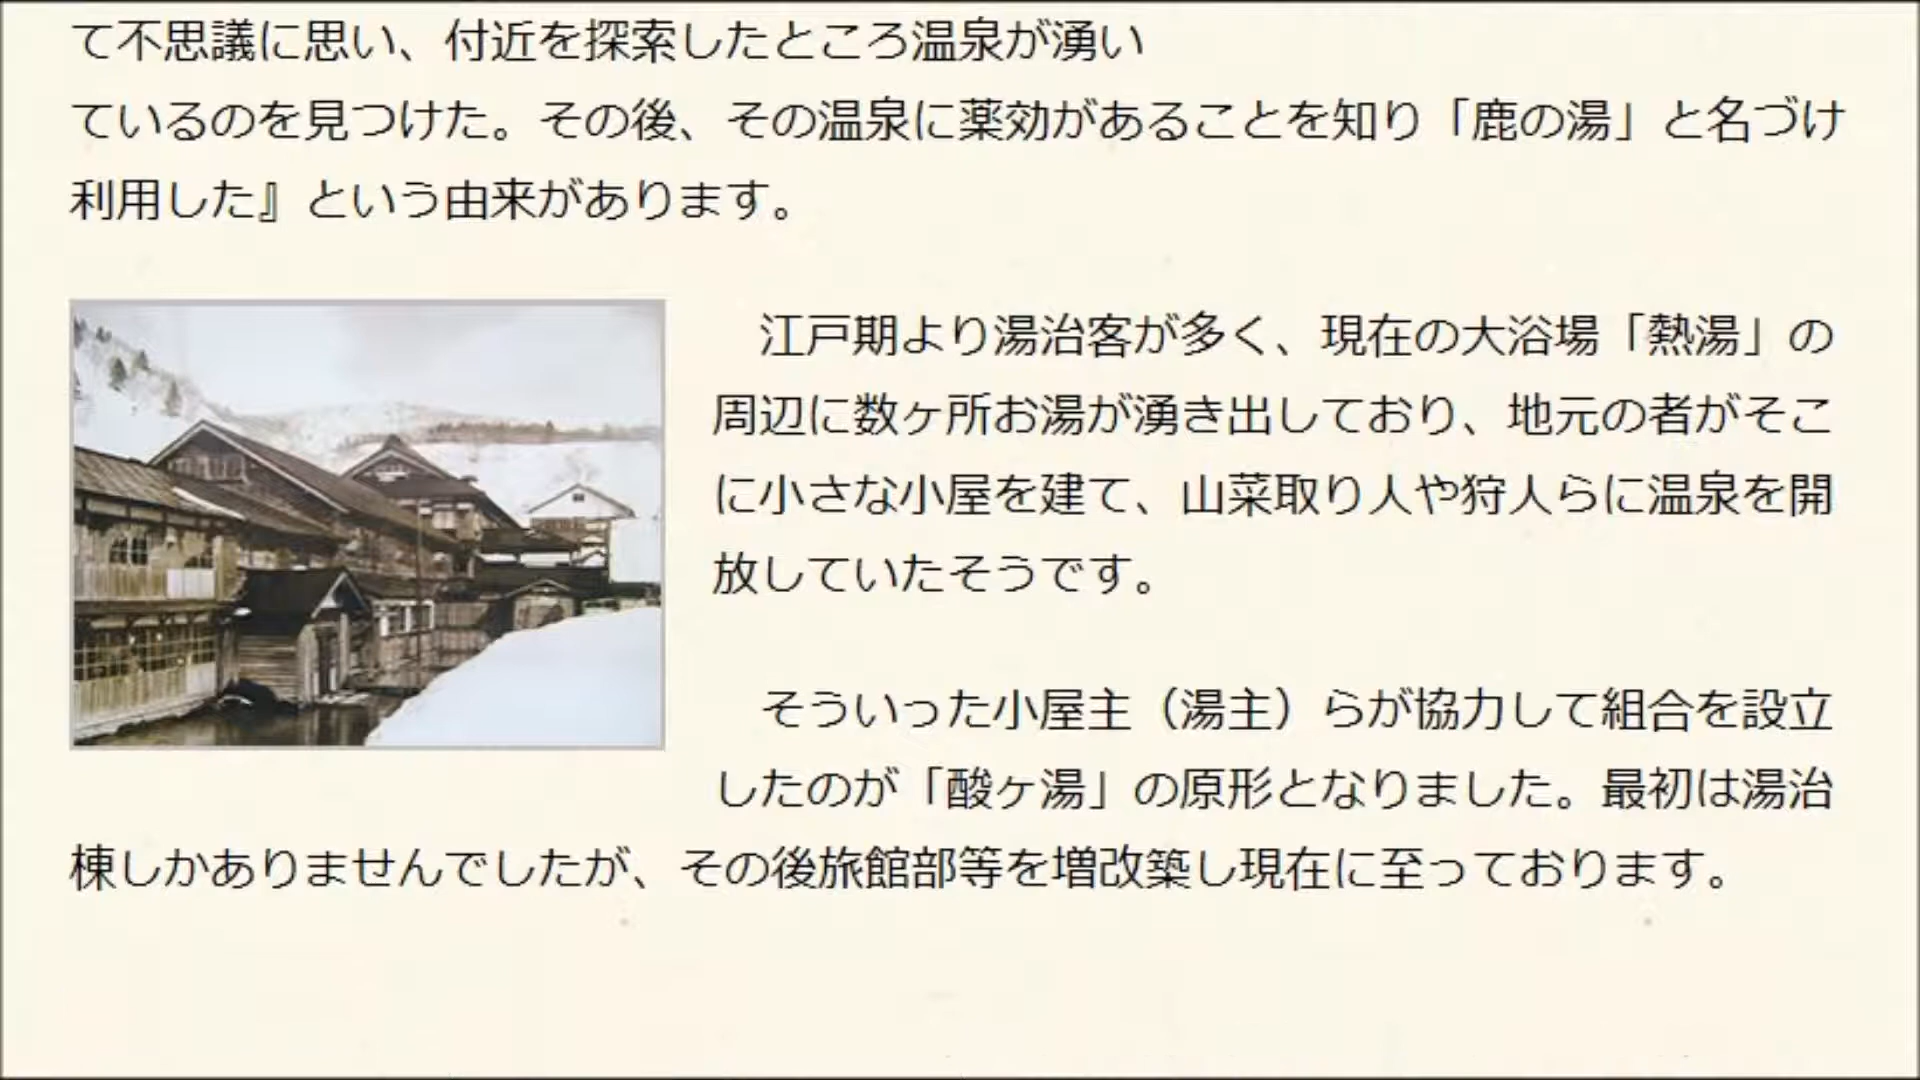 て不思議に思い、付近を探索したところ温泉が湧い
ているのを見つけた。その後、その温泉に薬効があることを知り「鹿の湯」と名づけ
利用した』という由来があります。
江戸期より湯治客が多く、現在の大浴場「熱湯」の
周辺に数ヶ所お湯が湧き出しており、地元の者がそこ
に小さな小屋を建て、山菜取り人や狩人らに温泉を開
放していたそうです。
そういった小屋主（湯主）らが協力して組合を設立
したのが「酸ヶ湯」の原形となりました。最初は湯治
棟しかありませんでしたが、その後旅館部等を増改築し現在に至っております。